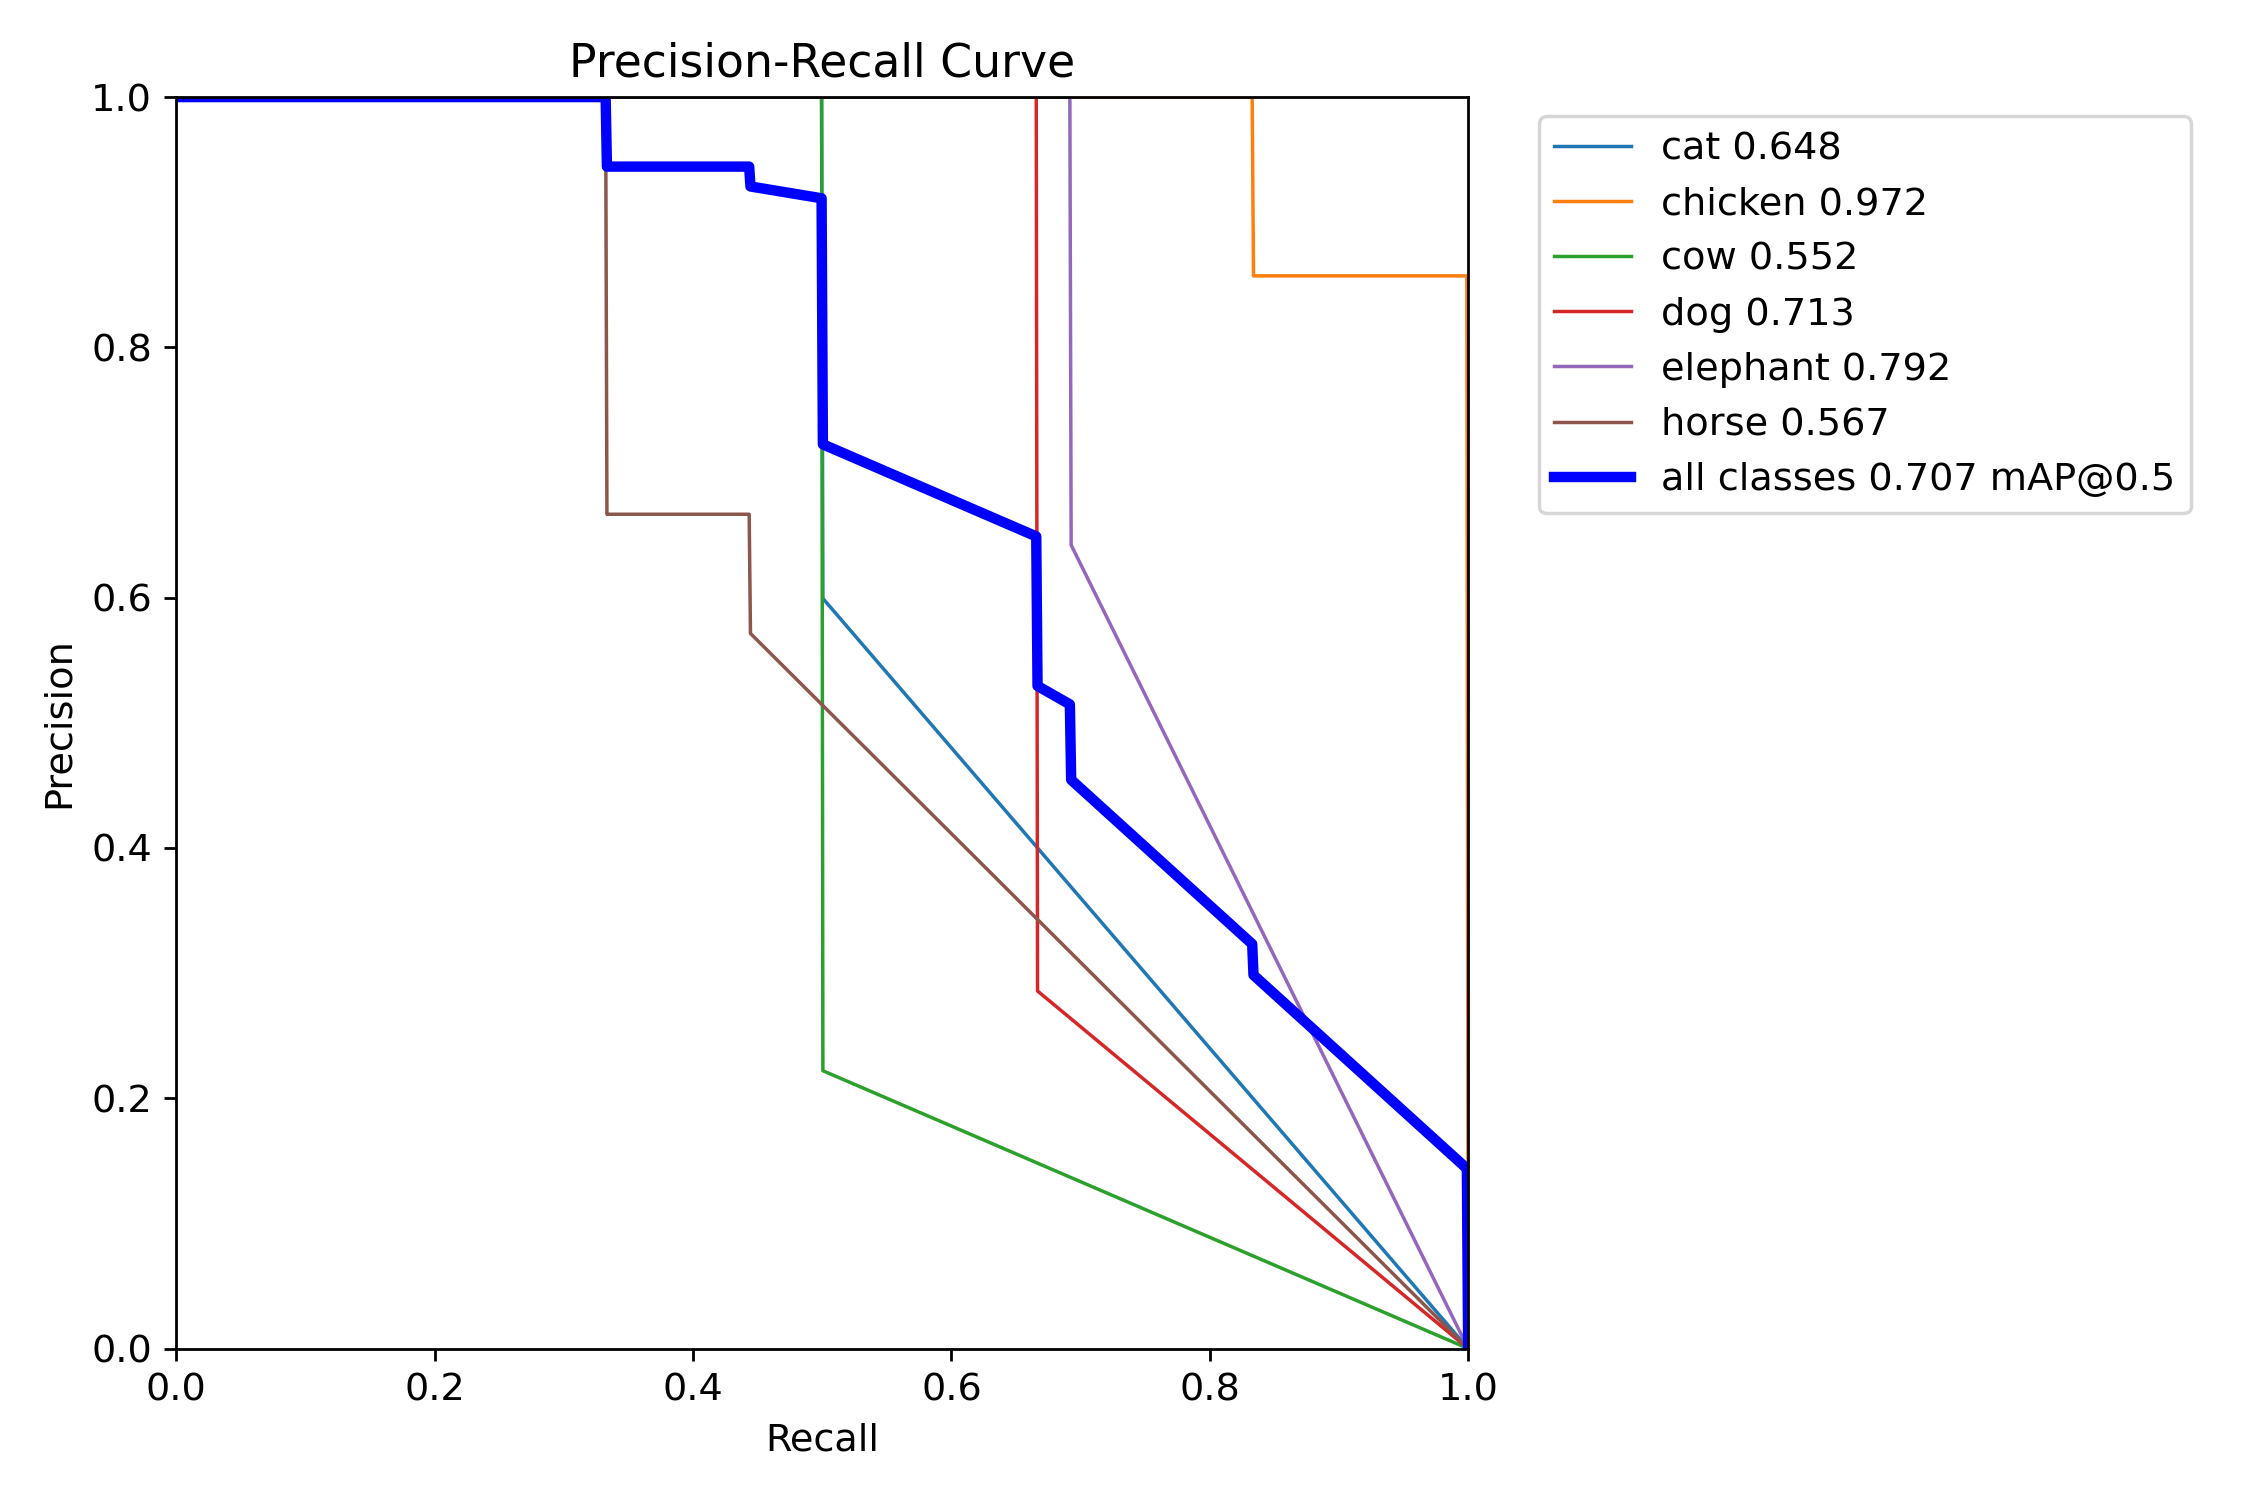 Precision-Recall Curve
1.0
0.8
0.6
0.4
0.2
0.0
Precision
0.0 0.2 0.4 0.6 0.8 1.0
Recall
cat 0.648
chicken 0.972
cow 0.552
dog 0.713
elephant 0.792
horse 0.567
all classes 0.707 mAP@0.5